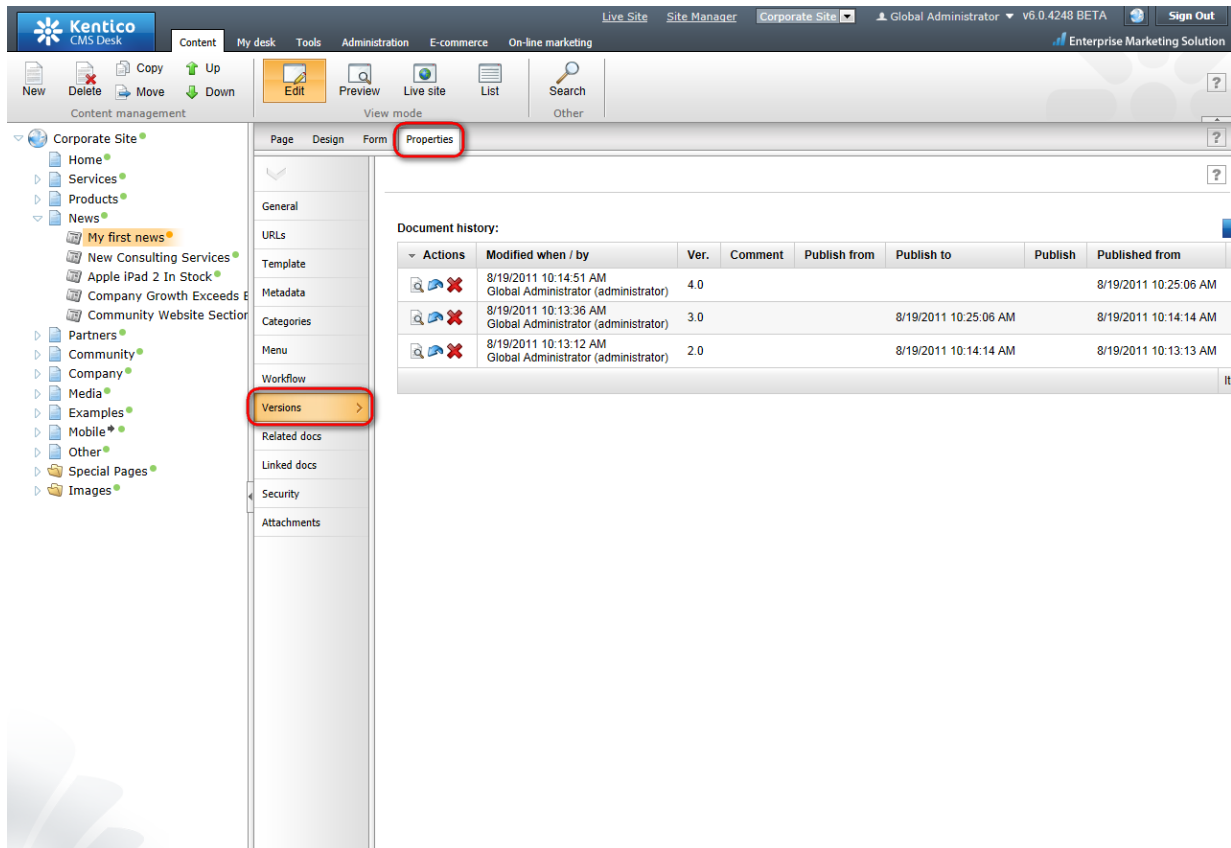 Live Site Site Manager Corporate Site Global Administrator v6.0.4248 BETA Sign Out
Kentico
CMS Desk
Content My desk Tools Administration E-commerce On-line marketing Enterprise Marketing Solution
New Delete Copy Move Up Down Edit Preview Live site List Search ?
Content management View mode Other
Corporate Site
Home
Services
Products
News
My first news
New Consulting Services
Apple iPad 2 In Stock
Company Growth Exceeds E
Community Website Section
Partners
Community
Company
Media
Examples
Mobile
Other
Special Pages
Images
Page Design Form Properties ?
General
URLs
Template
Metadata
Categories
Menu
Workflow
Versions >
Related docs
Linked docs
Security
Attachments
?
Document history:
Actions Modified when / by Ver. Comment Publish from Publish to Publish Published from
8/19/2011 10:14:51 AM
Global Administrator (administrator) 4.0 8/19/2011 10:25:06 AM
8/19/2011 10:13:36 AM
Global Administrator (administrator) 3.0 8/19/2011 10:25:06 AM 8/19/2011 10:14:14 AM
8/19/2011 10:13:12 AM
Global Administrator (administrator) 2.0 8/19/2011 10:14:14 AM 8/19/2011 10:13:13 AM
It